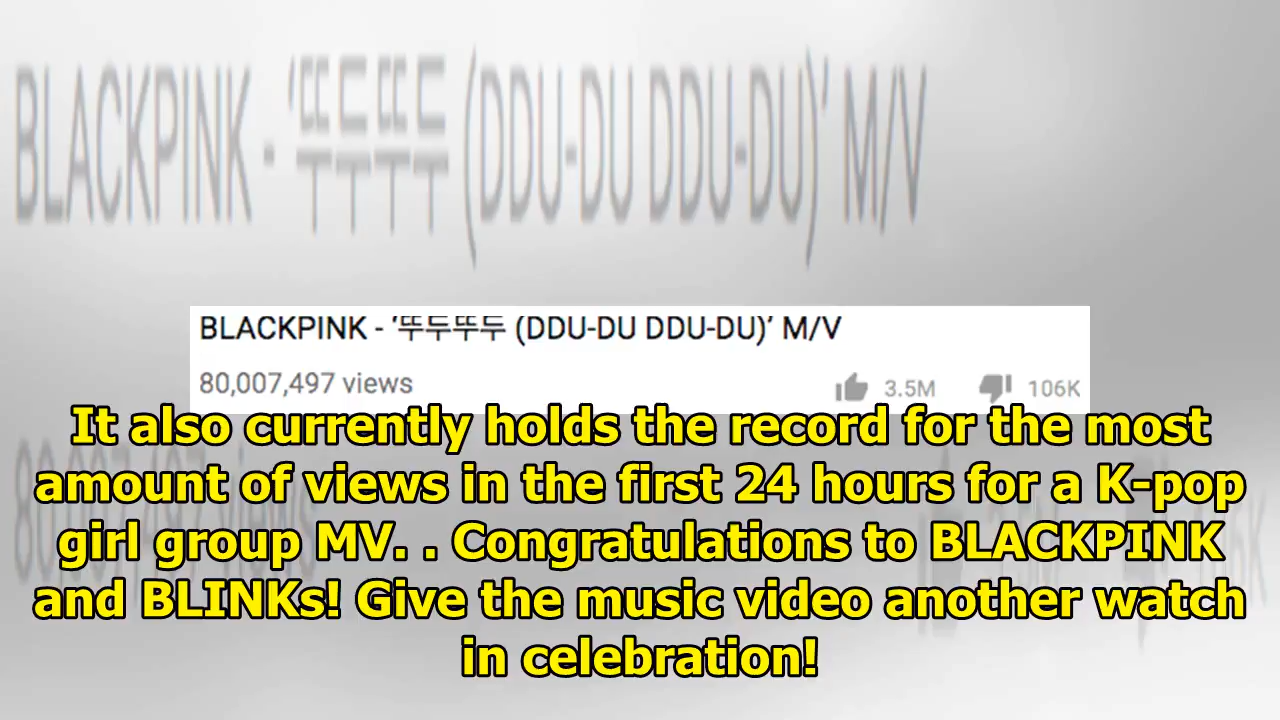 BLACKPINK - ‘뚜두뚜두 (DDU-DU DDU-DU)’ M/V
BLACKPINK - ‘뚜두뚜두 (DDU-DU DDU-DU)’ M/V
80,007,497 views
3.5M
106K
It also currently holds the record for the most
amount of views in the first 24 hours for a K-pop
girl group MV. . Congratulations to BLACKPINK
and BLINKs! Give the music video another watch
in celebration!